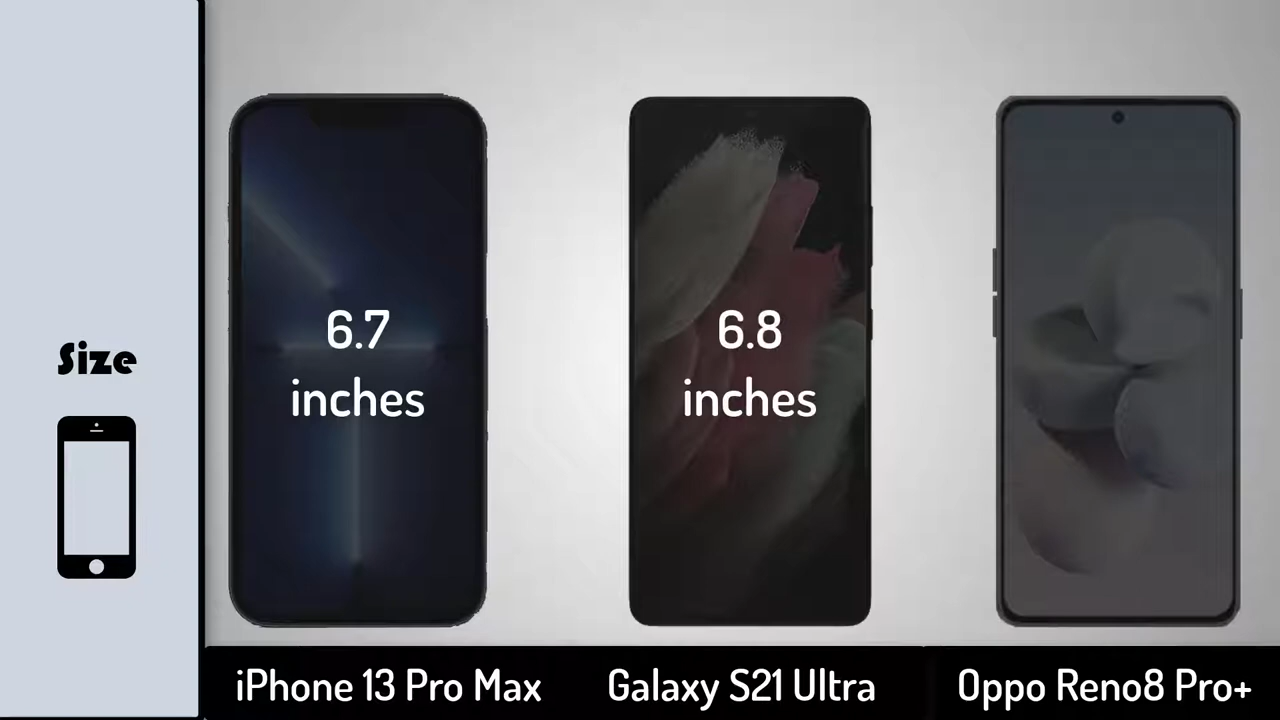 Size
6.7
inches
6.8
inches
iPhone 13 Pro Max
Galaxy S21 Ultra
Oppo Reno8 Pro+